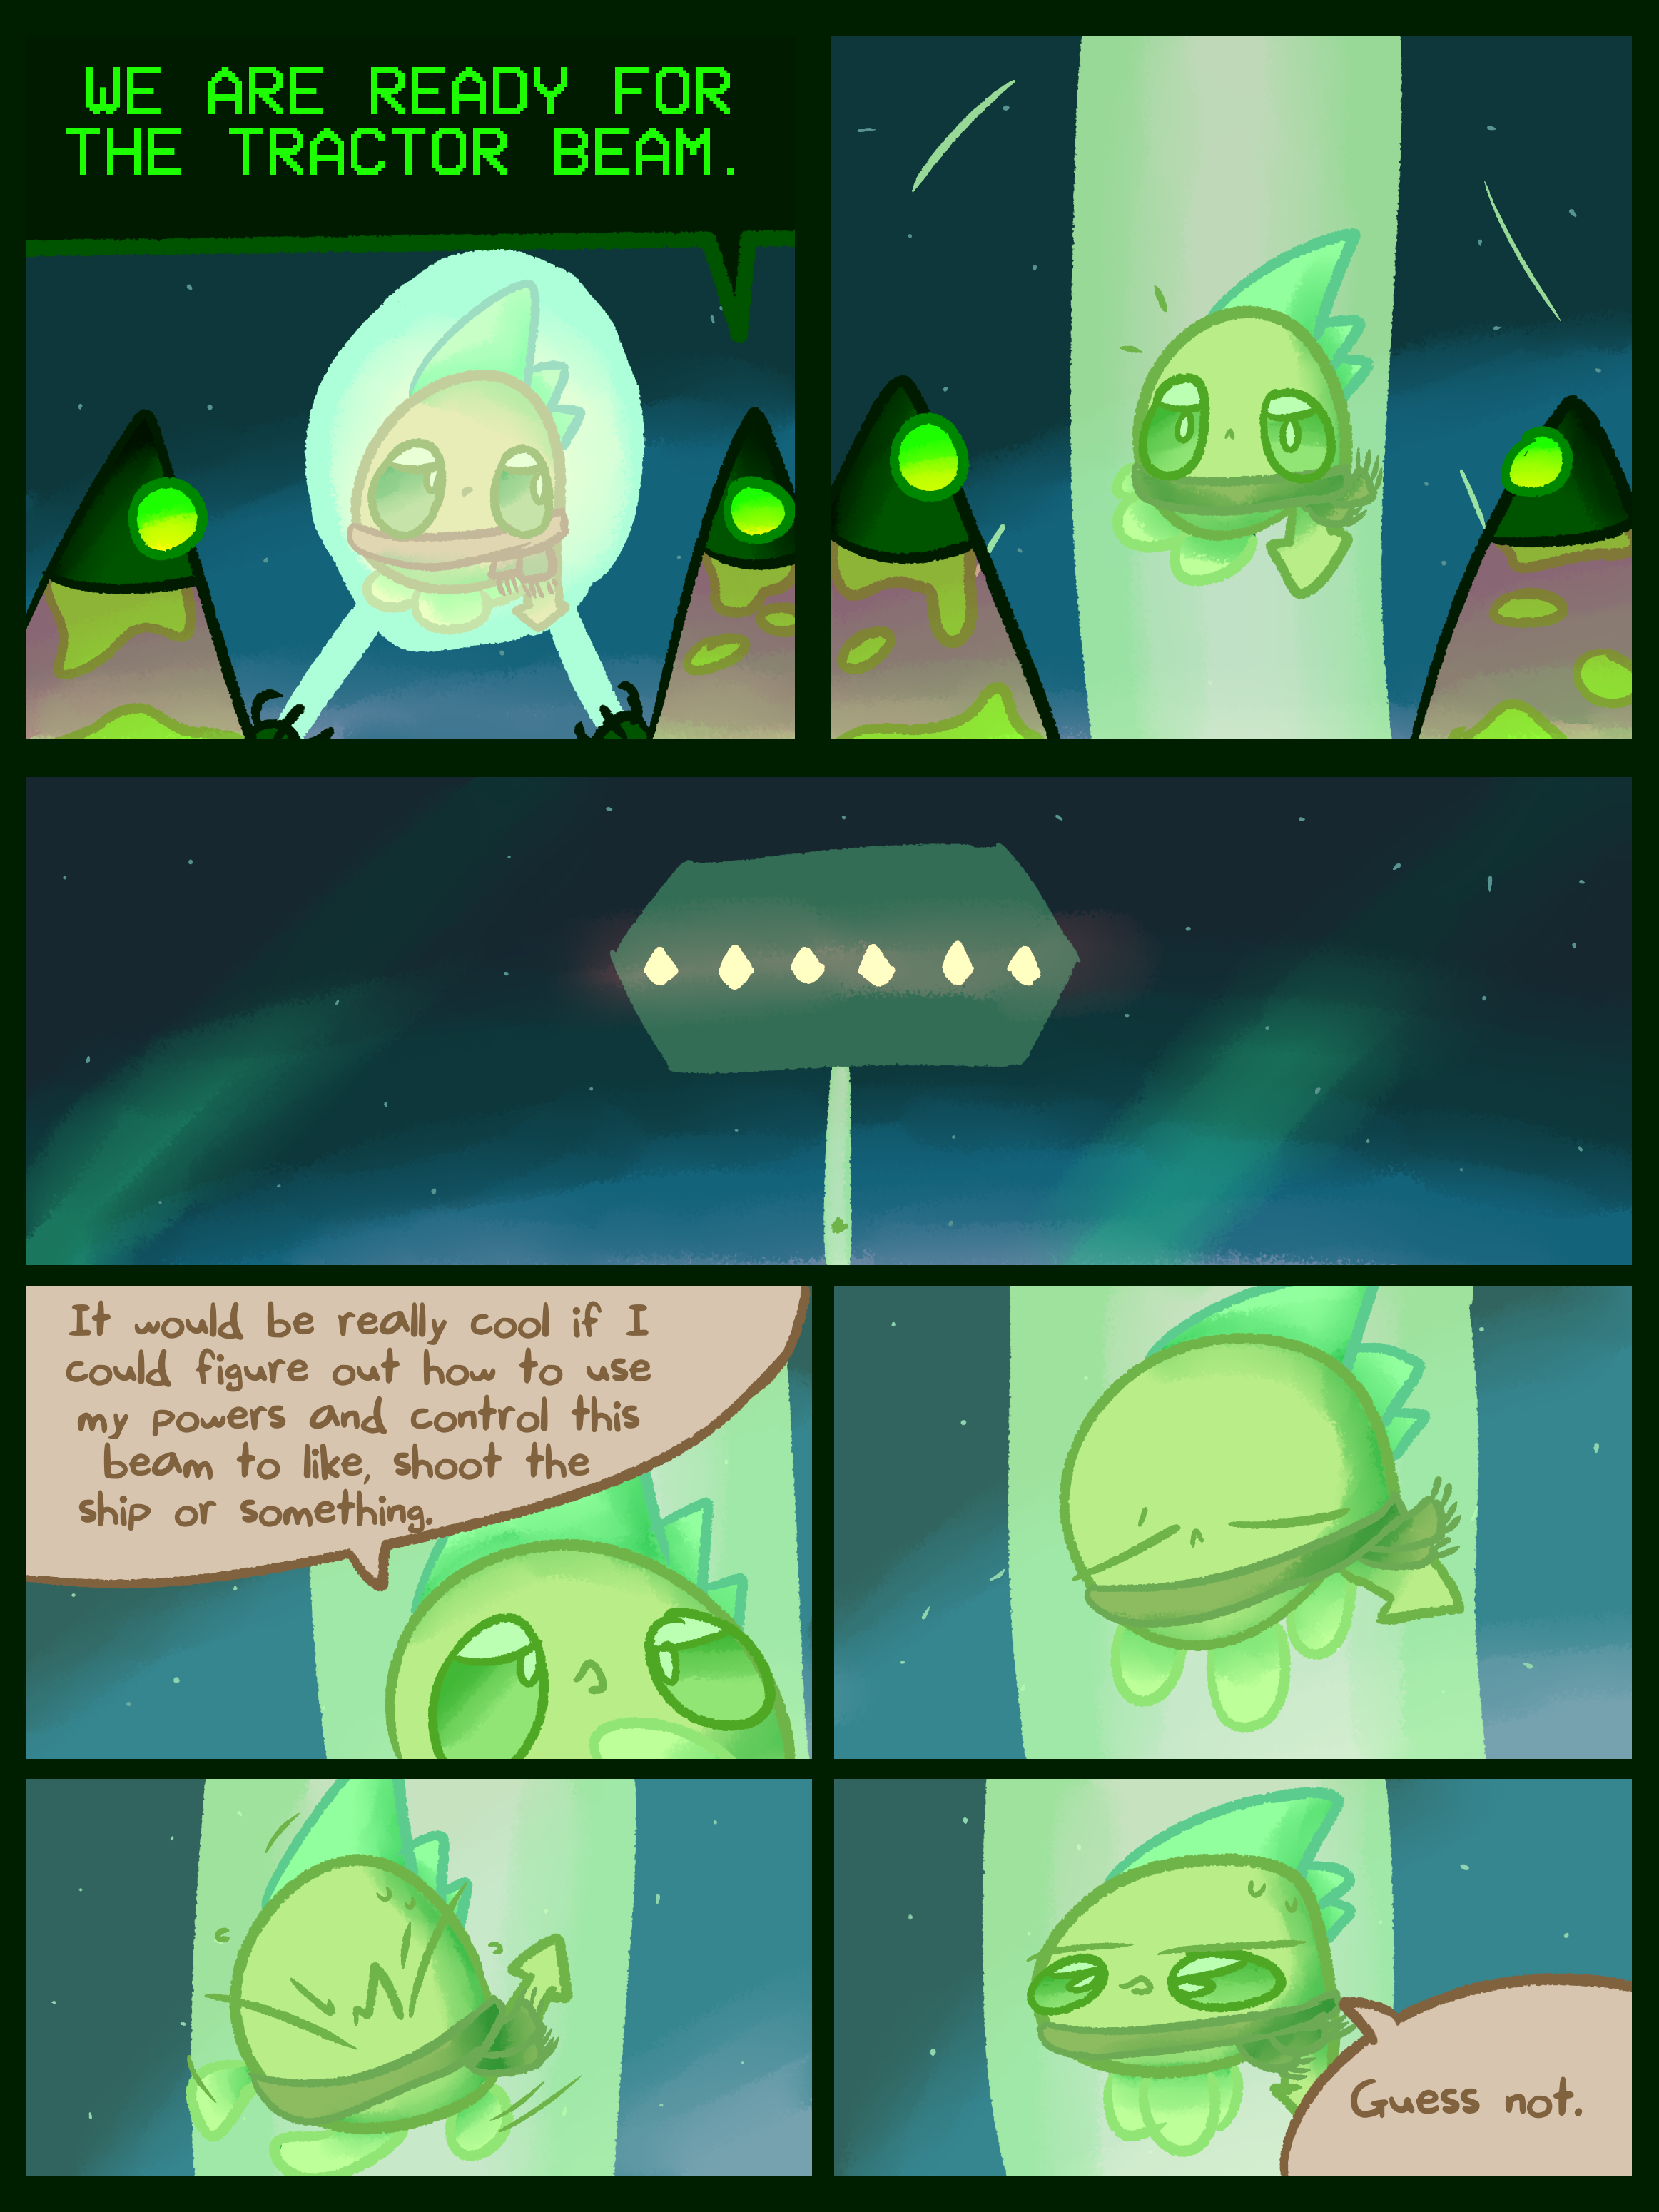 WE ARE READY FOR
THE TRACTOR BEAM.
It would be really cool if I
could figure out how to use
my powers and control this
beam to like, shoot the
ship or something.
Guess not.